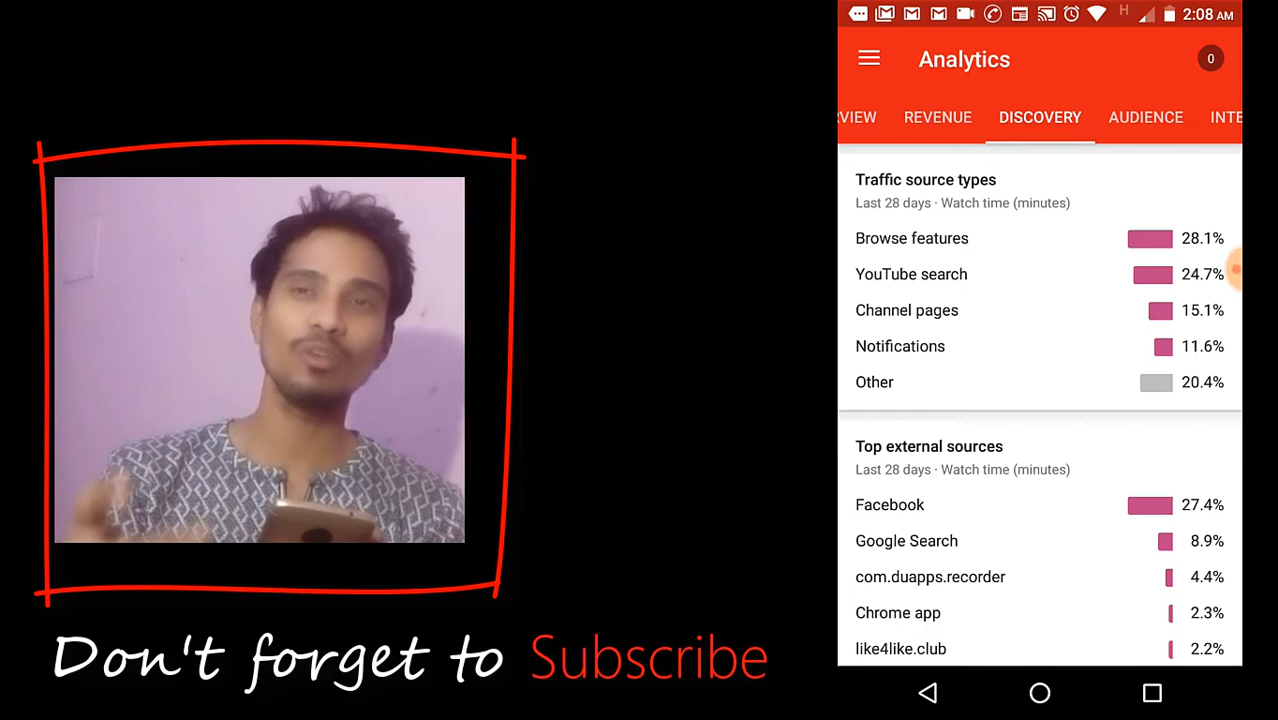 2:08 AM
Analytics
0
RVIEW REVENUE DISCOVERY AUDIENCE INTE
Traffic source types
Last 28 days · Watch time (minutes)
Browse features 28.1%
YouTube search 24.7%
Channel pages 15.1%
Notifications 11.6%
Other 20.4%
Top external sources
Last 28 days · Watch time (minutes)
Facebook 27.4%
Google Search 8.9%
com.duapps.recorder 4.4%
Chrome app 2.3%
like4like.club 2.2%
Don't forget to Subscribe